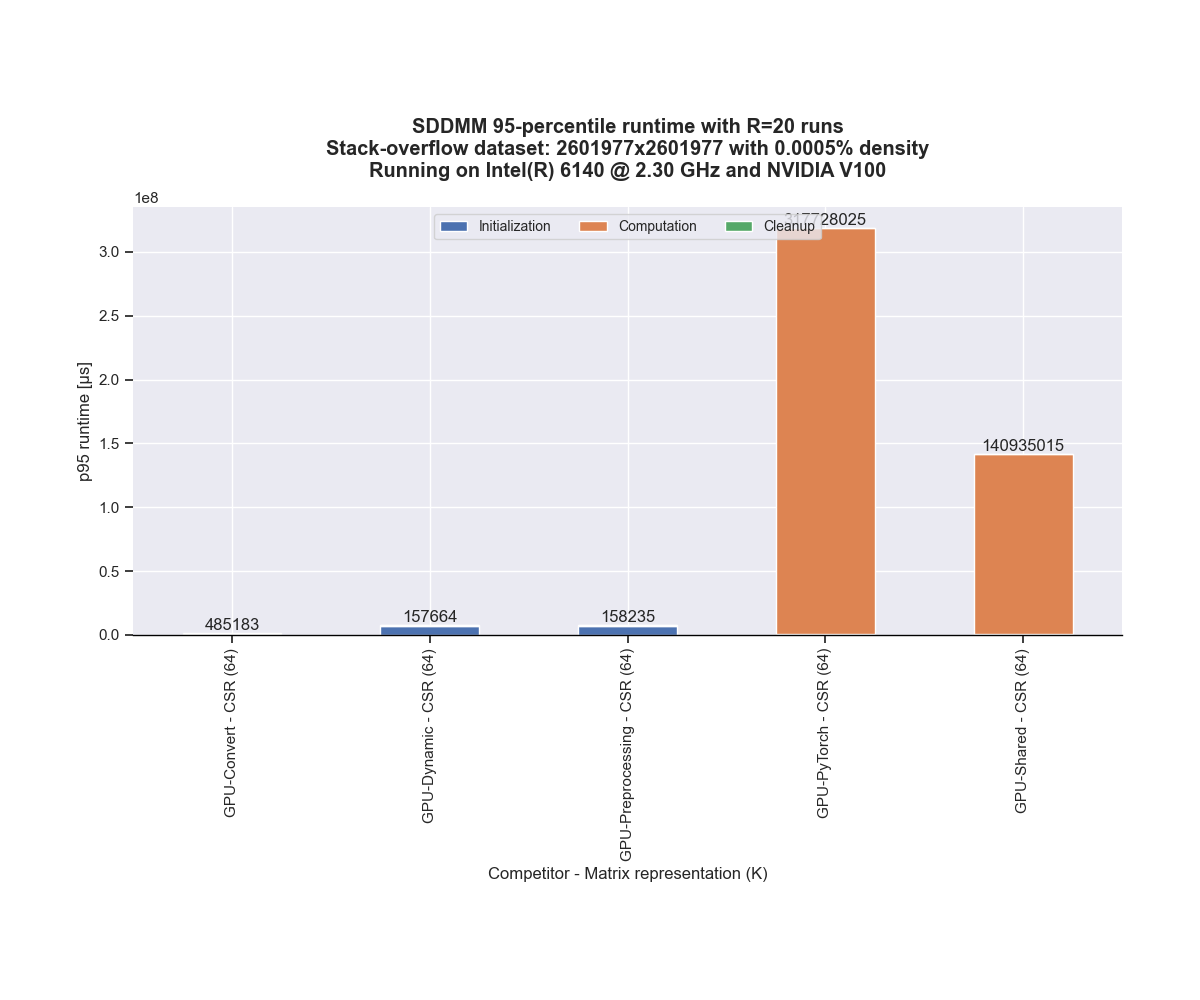 SDDMM 95-percentile runtime with R=20 runs
Stack-overflow dataset: 2601977x2601977 with 0.0005% density
Running on Intel(R) 6140 @ 2.30 GHz and NVIDIA V100
1e8
317728025
Initialization
Computation
Cleanup
3.0
2.5
2.0
1.5
1.0
0.5
0.0
p95 runtime [µs]
140935015
485183
157664
158235
GPU-Convert - CSR (64)
GPU-Dynamic - CSR (64)
GPU-Preprocessing - CSR (64)
GPU-PyTorch - CSR (64)
GPU-Shared - CSR (64)
Competitor - Matrix representation (K)